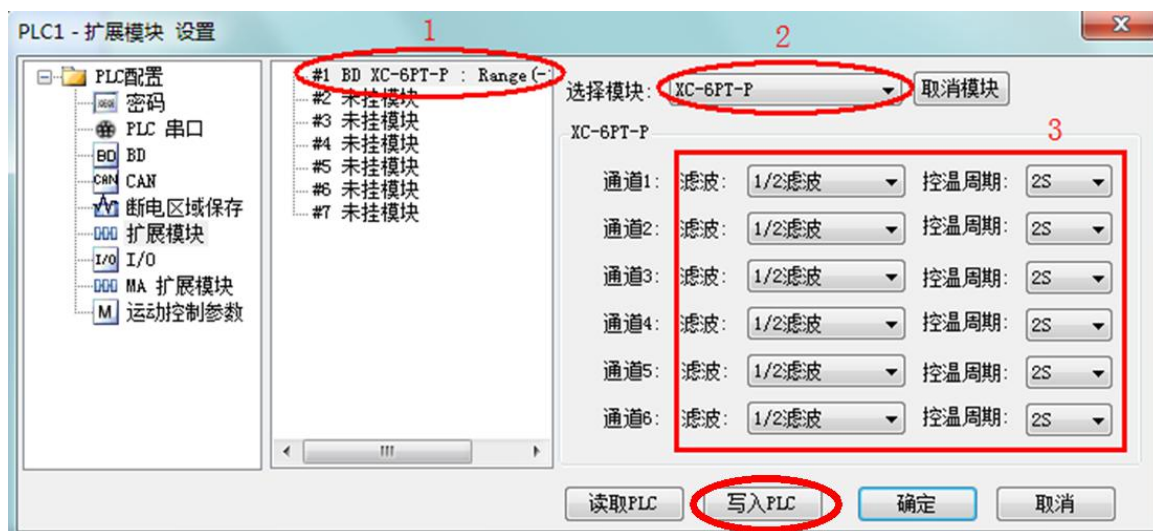 PLC1 - 扩展模块 设置
1
2
PLC配置
密码
PLC 串口
BD BD
CAN CAN
断电区域保存
扩展模块
I/O I/O
MA 扩展模块
M 运动控制参数
#1 BD XC-6PT-P : Range(-
#2 未挂模块
#3 未挂模块
#4 未挂模块
#5 未挂模块
#6 未挂模块
#7 未挂模块
选择模块: XC-6PT-P 取消模块
XC-6PT-P
3
通道1: 滤波: 1/2滤波 控温周期: 2S
通道2: 滤波: 1/2滤波 控温周期: 2S
通道3: 滤波: 1/2滤波 控温周期: 2S
通道4: 滤波: 1/2滤波 控温周期: 2S
通道5: 滤波: 1/2滤波 控温周期: 2S
通道6: 滤波: 1/2滤波 控温周期: 2S
读取PLC 写入PLC 确定 取消